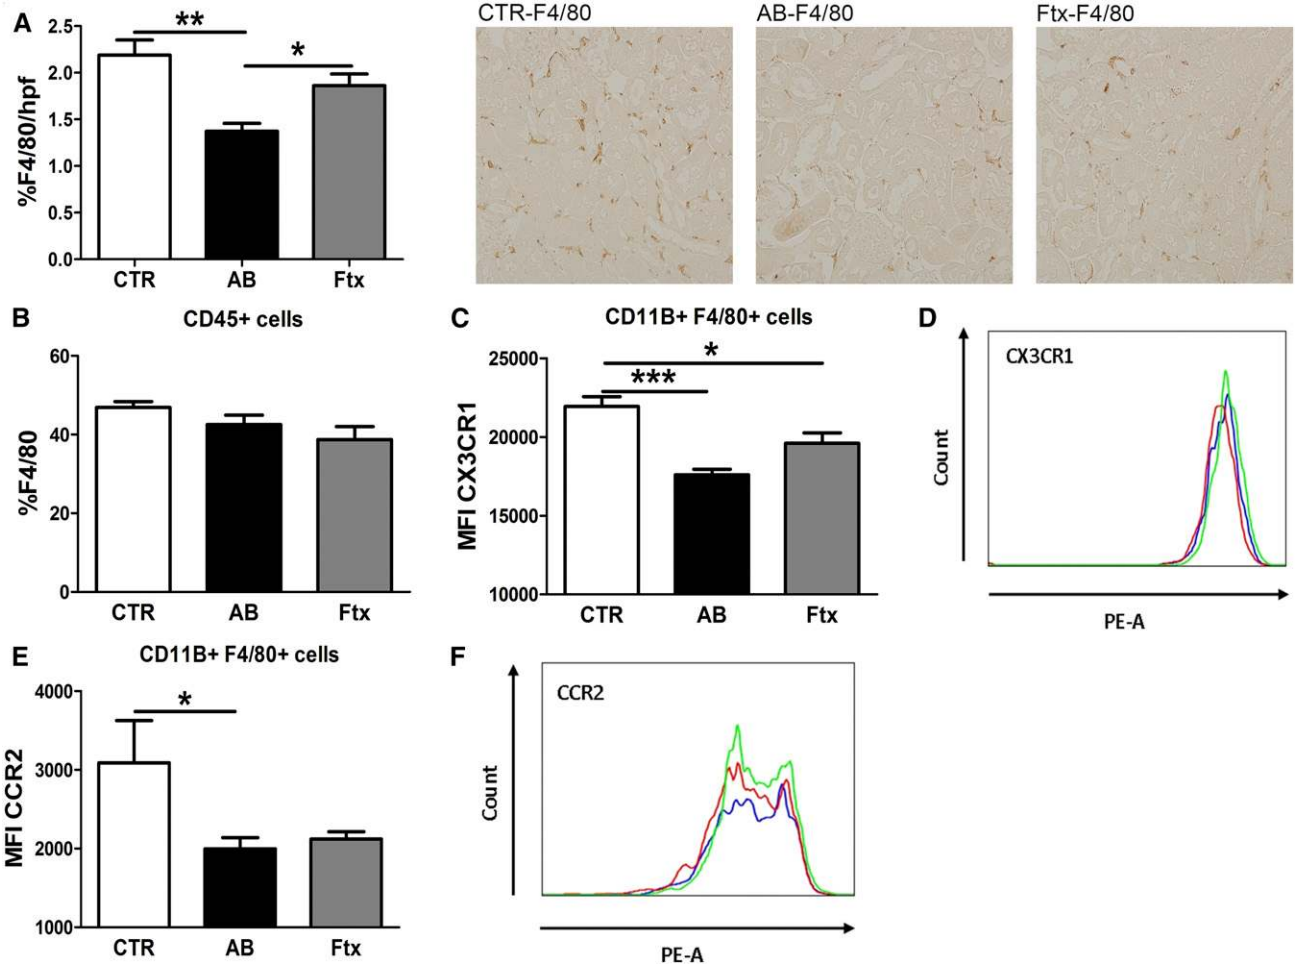 A
%F4/80/hpf
2.5
2.0
1.5
1.0
0.5
0.0
**
*
CTR
AB
Ftx
CTR-F4/80
AB-F4/80
Ftx-F4/80
B
CD45+ cells
%F4/80
60
40
20
0
CTR
AB
Ftx
C
CD11B+ F4/80+ cells
MFI CX3CR1
25000
20000
15000
10000
*
***
CTR
AB
Ftx
D
CX3CR1
Count
PE-A
E
CD11B+ F4/80+ cells
MFI CCR2
4000
3000
2000
1000
*
CTR
AB
Ftx
F
CCR2
Count
PE-A